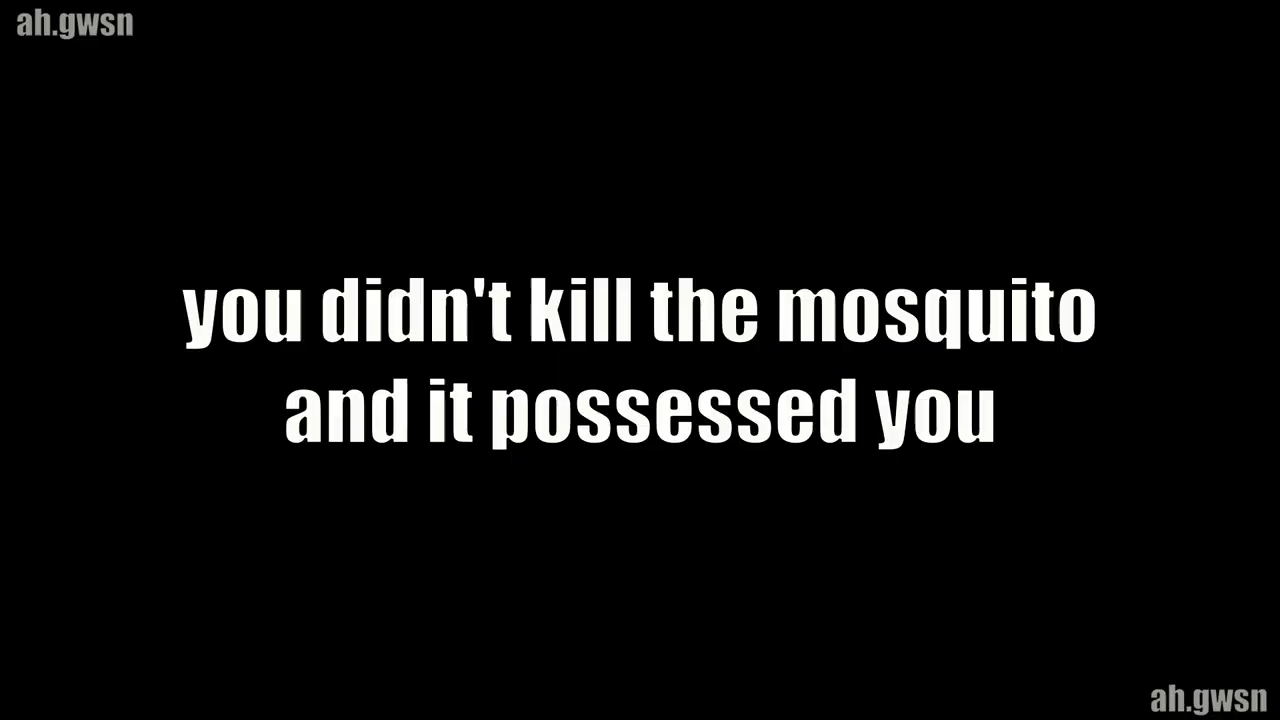 ah.gwsn
you didn't kill the mosquito
and it possessed you
ah.gwsn